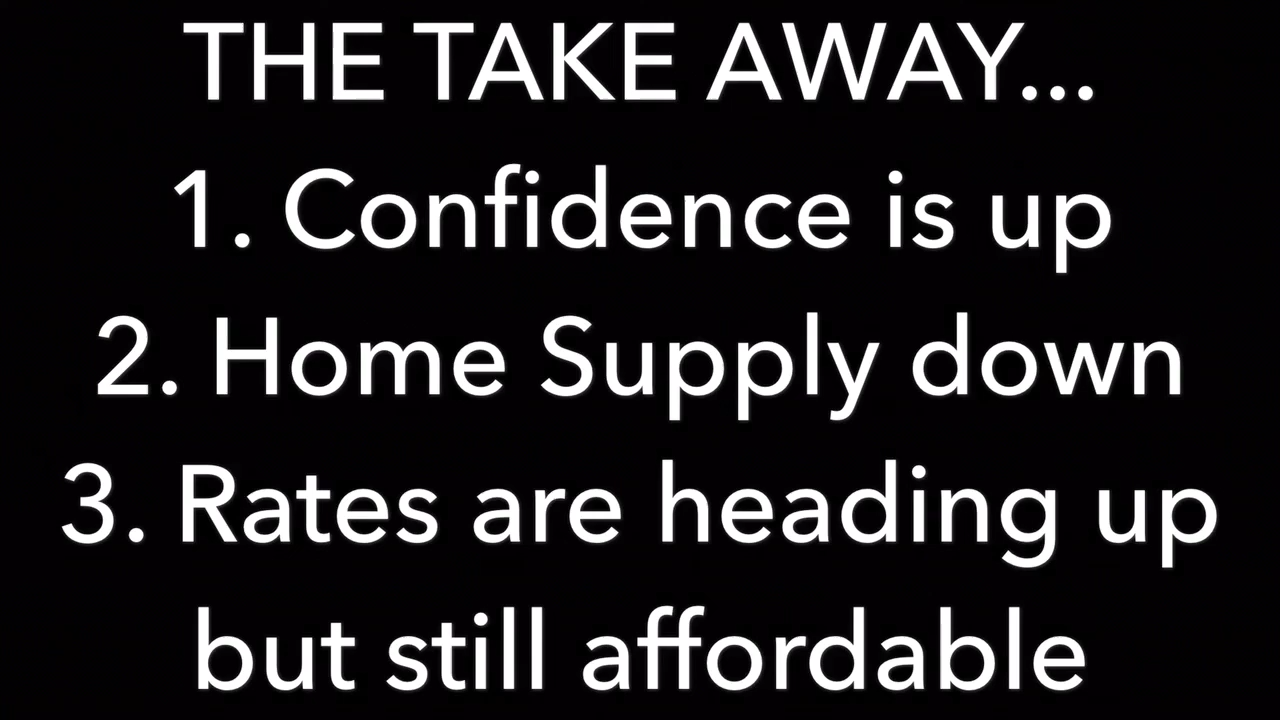 THE TAKE AWAY...
1. Confidence is up
2. Home Supply down
3. Rates are heading up
but still affordable